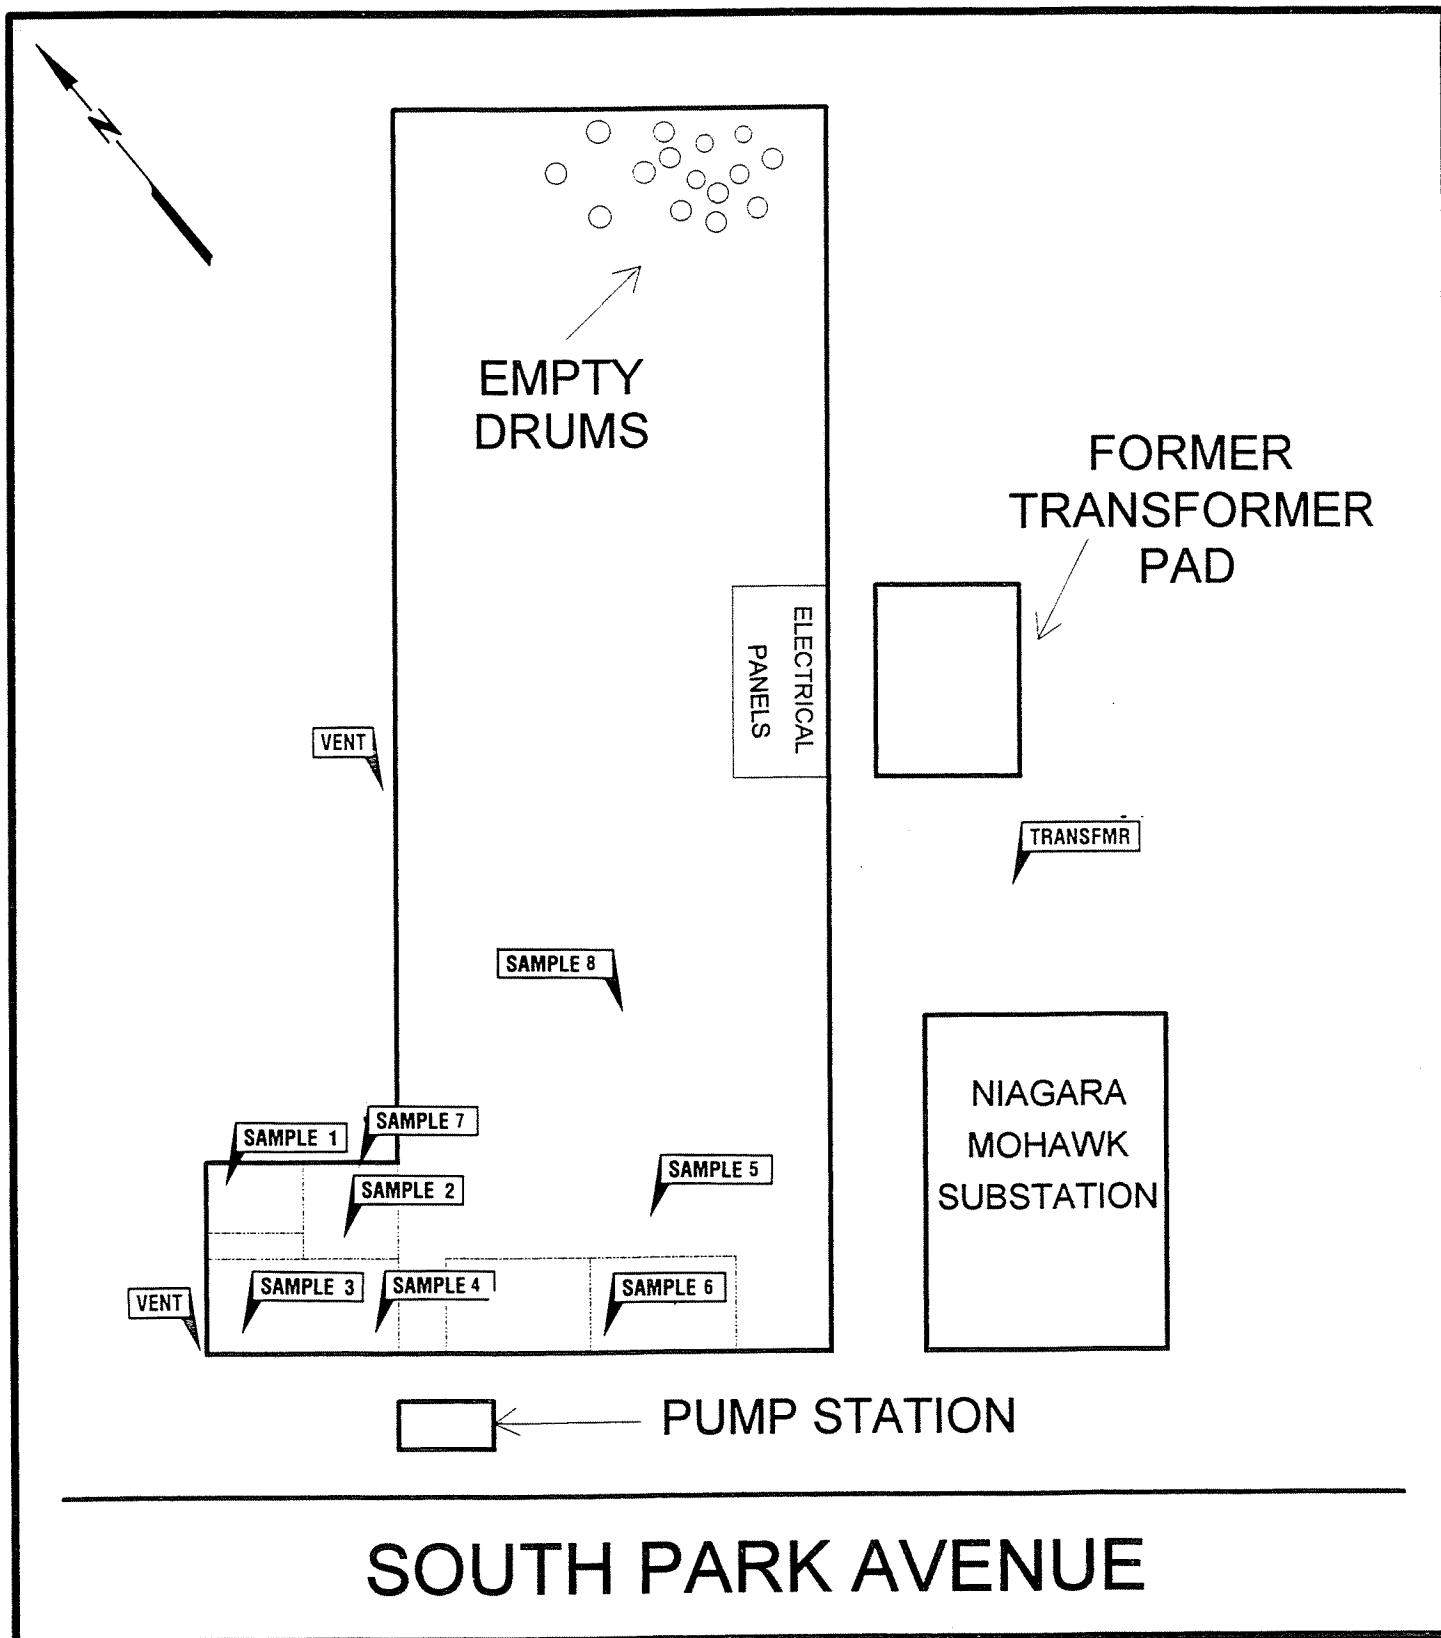 N
EMPTY
DRUMS
FORMER
TRANSFORMER
PAD
ELECTRICAL
PANELS
VENT
TRANSFMR
SAMPLE 8
SAMPLE 7
SAMPLE 1
SAMPLE 5
SAMPLE 2
NIAGARA
MOHAWK
SUBSTATION
SAMPLE 3
SAMPLE 4
SAMPLE 6
VENT
PUMP STATION
SOUTH PARK AVENUE